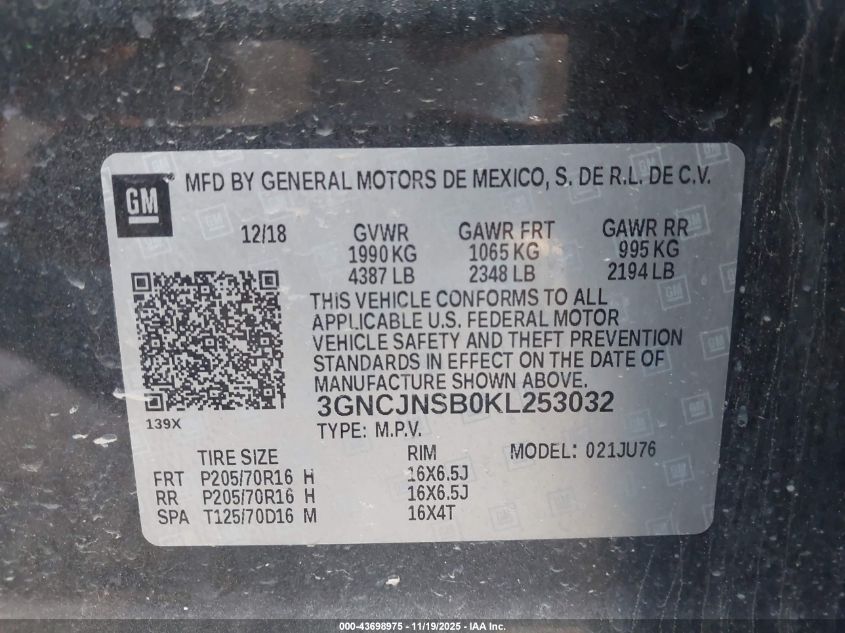 GM
MFD BY GENERAL MOTORS DE MEXICO, S. DE R.L. DE C.V.
12/18 GVWR GAWR FRT GAWR RR
1990 KG 1065 KG 995 KG
4387 LB 2348 LB 2194 LB
THIS VEHICLE CONFORMS TO ALL
APPLICABLE U.S. FEDERAL MOTOR
VEHICLE SAFETY AND THEFT PREVENTION
STANDARDS IN EFFECT ON THE DATE OF
MANUFACTURE SHOWN ABOVE.
139X
3GNCJNSB0KL253032
TYPE: M.P.V.
TIRE SIZE RIM MODEL: 021JU76
FRT P205/70R16 H 16X6.5J
RR P205/70R16 H 16X6.5J
SPA T125/70D16 M 16X4T
000-43698975 - 11/19/2025 - IAA Inc.